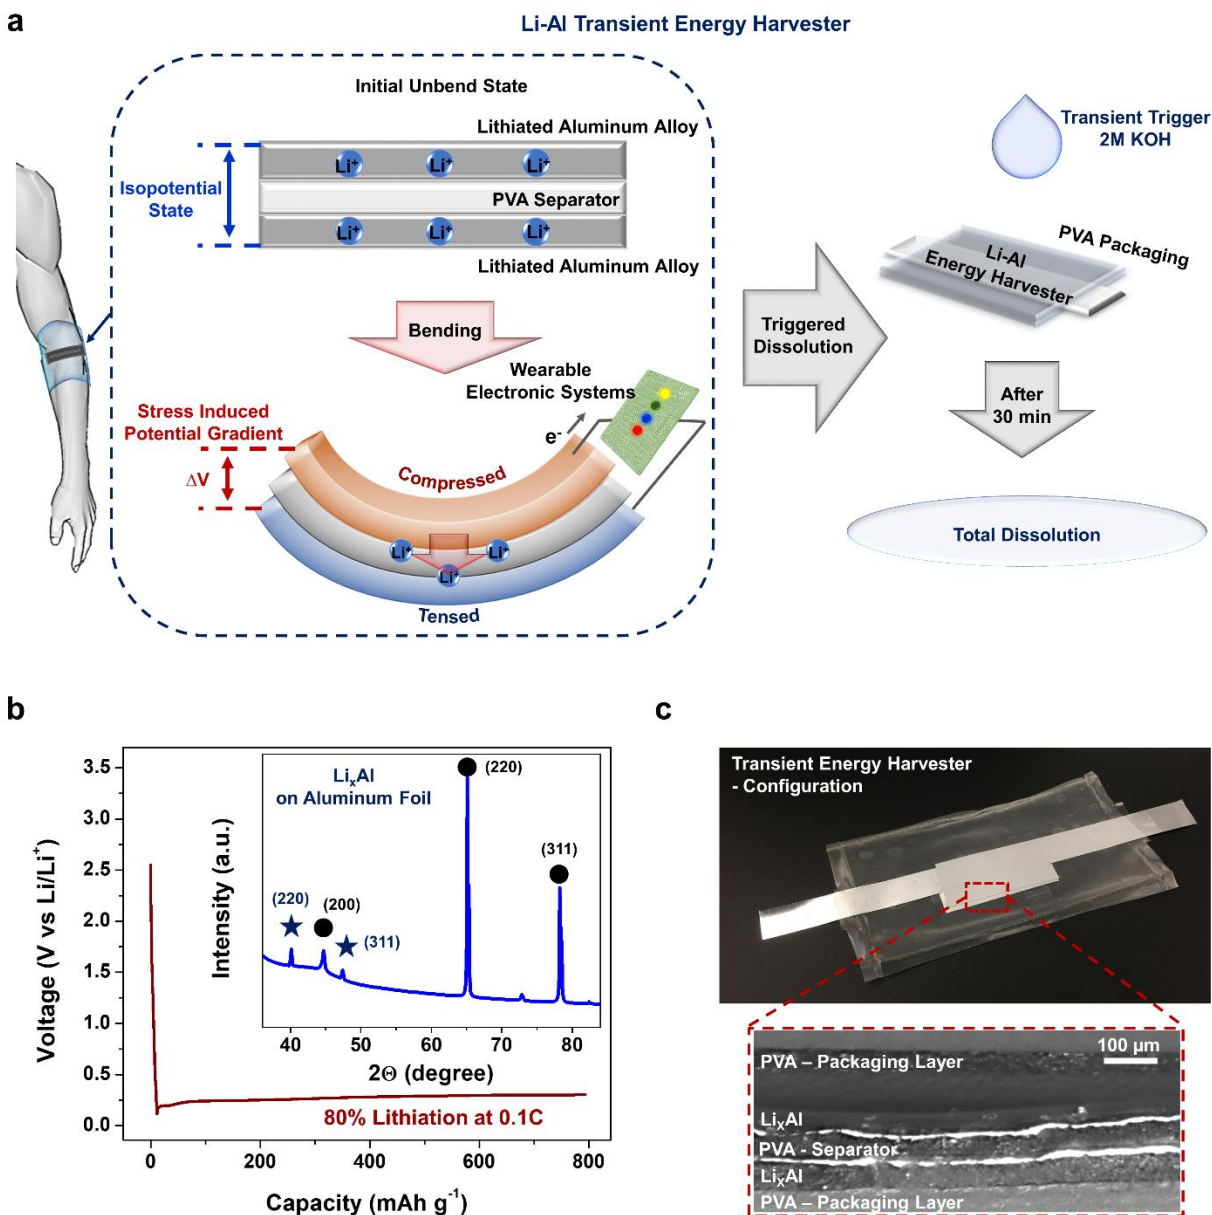 a
Li-Al Transient Energy Harvester
Initial Unbend State
Lithiated Aluminum Alloy
Li+ Li+ Li+
Isopotential
State
PVA Separator
Li+ Li+ Li+
Lithiated Aluminum Alloy
Bending
Wearable
Electronic Systems
Stress Induced
Potential Gradient
e-
ΔV
Compressed
Li+ Li+
Li+
Tensed
Triggered
Dissolution
Transient Trigger
2M KOH
PVA Packaging
Li-Al
Energy Harvester
After
30 min
Total Dissolution
b
Voltage (V vs Li/Li+)
3.5
3.0
2.5
2.0
1.5
1.0
0.5
0.0
0 200 400 600 800
Capacity (mAh g-1)
80% Lithiation at 0.1C
LixAl
on Aluminum Foil
Intensity (a.u.)
(220)
(200)
(311)
(220)
(311)
40 50 60 70 80
2Θ (degree)
c
Transient Energy Harvester
- Configuration
100 μm
PVA – Packaging Layer
LiXAl
PVA - Separator
LiXAl
PVA – Packaging Layer